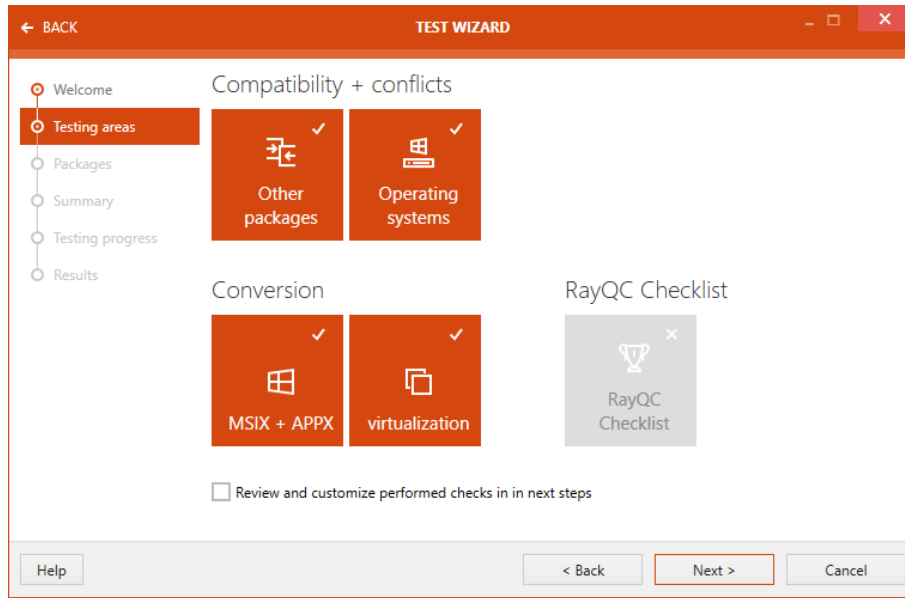 BACK
TEST WIZARD
Welcome
Testing areas
Packages
Summary
Testing progress
Results
Compatibility + conflicts
Other
packages
Operating
systems
Conversion
MSIX + APPX
virtualization
RayQC Checklist
RayQC
Checklist
Review and customize performed checks in in next steps
Help
< Back
Next >
Cancel